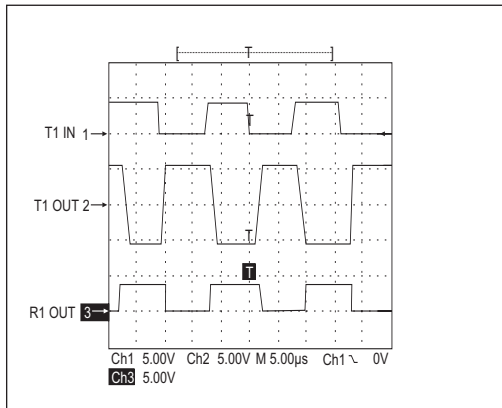 [ T ]
T
T1 IN 1
T1 OUT 2
T
T
R1 OUT 3
Ch1 5.00V Ch2 5.00V M 5.00µs Ch1 0V
Ch3 5.00V